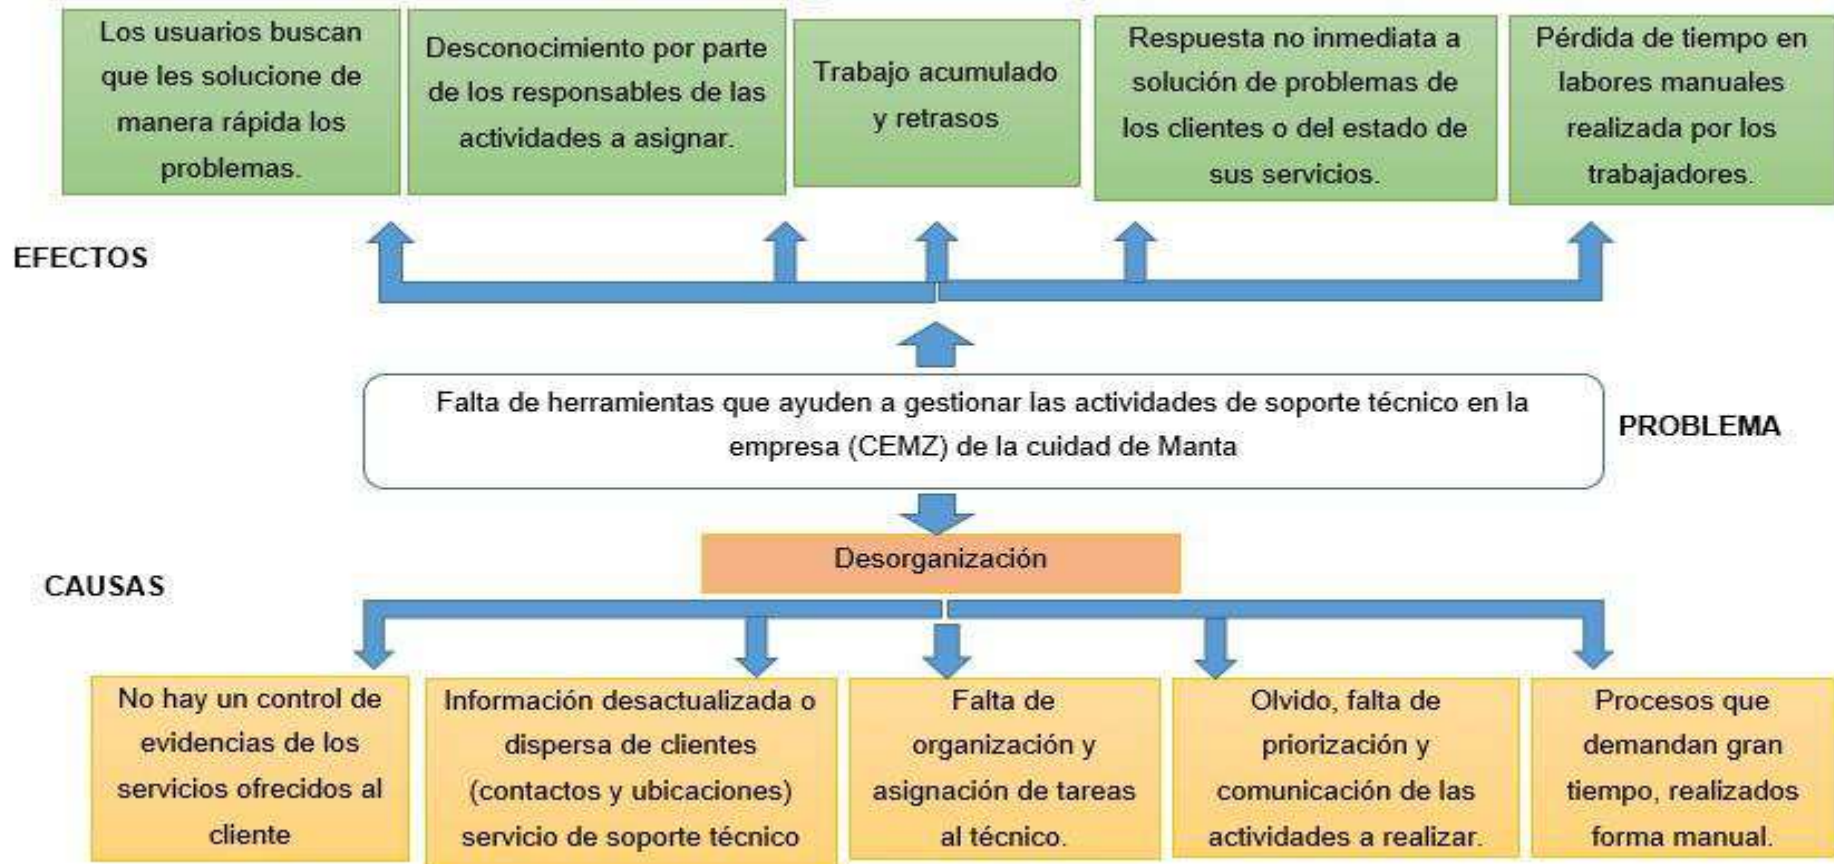 Los usuarios buscan
que les solucione de
manera rápida los
problemas.
Desconocimiento por parte
de los responsables de las
actividades a asignar.
Trabajo acumulado
y retrasos
Respuesta no inmediata a
solución de problemas de
los clientes o del estado de
sus servicios.
Pérdida de tiempo en
labores manuales
realizada por los
trabajadores.
EFECTOS
Falta de herramientas que ayuden a gestionar las actividades de soporte técnico en la
empresa (CEMZ) de la cuidad de Manta
PROBLEMA
Desorganización
CAUSAS
No hay un control de
evidencias de los
servicios ofrecidos al
cliente
Información desactualizada o
dispersa de clientes
(contactos y ubicaciones)
servicio de soporte técnico
Falta de
organización y
asignación de tareas
al técnico.
Olvido, falta de
priorización y
comunicación de las
actividades a realizar.
Procesos que
demandan gran
tiempo, realizados
forma manual.